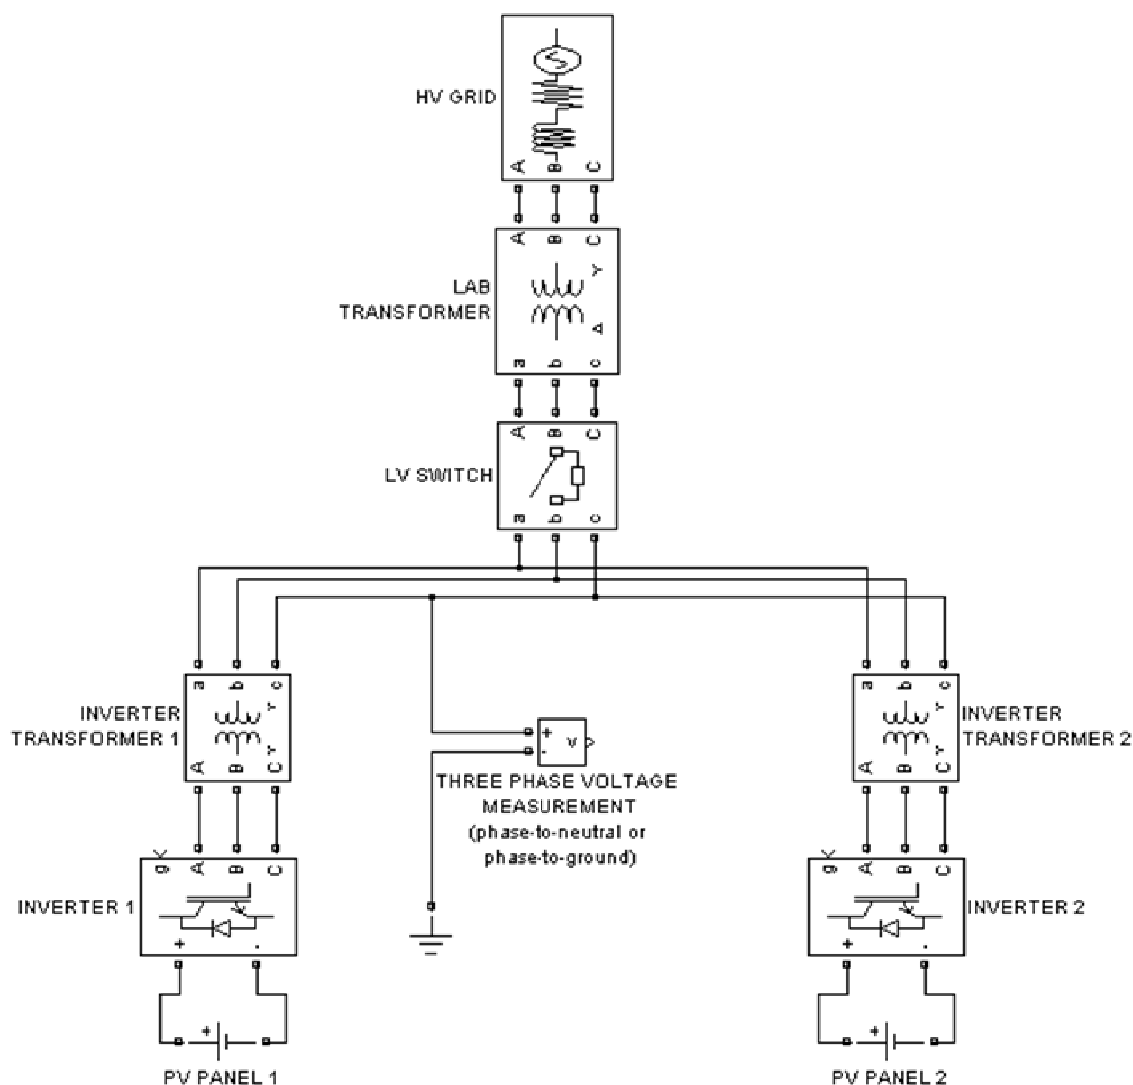 HV GRID
A B C
A B C
LAB
TRANSFORMER
Y
Δ
a b c
A B C
LV SWITCH
a b c
a b c
a b c
INVERTER
TRANSFORMER 1
Y
Y
A B C
+
-
V
THREE PHASE VOLTAGE
MEASUREMENT
(phase-to-neutral or
phase-to-ground)
INVERTER
TRANSFORMER 2
Y
Y
A B C
g A B C
INVERTER 1
+ -
g A B C
INVERTER 2
+ -
+
PV PANEL 1
+
PV PANEL 2